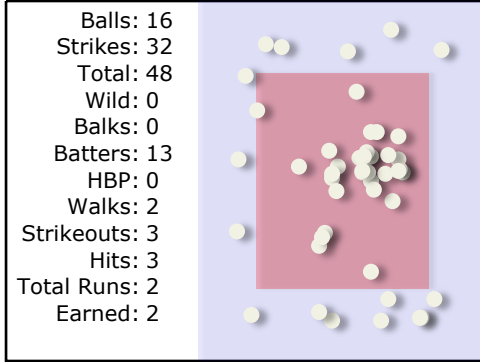 Balls: 16
Strikes: 32
Total: 48
Wild: 0
Balks: 0
Batters: 13
HBP: 0
Walks: 2
Strikeouts: 3
Hits: 3
Total Runs: 2
Earned: 2